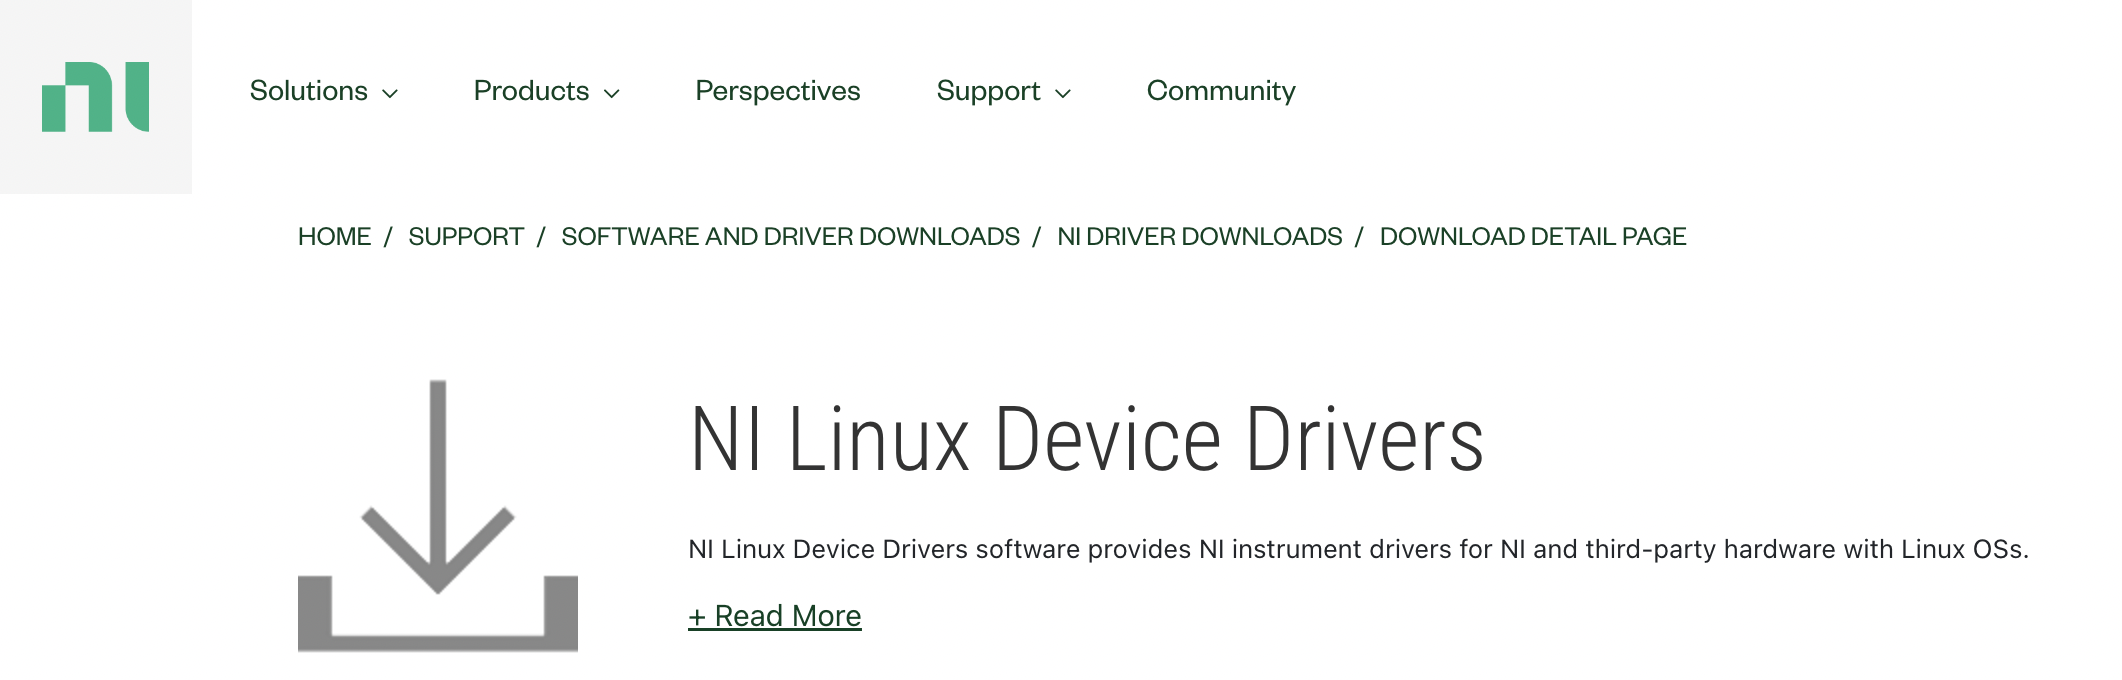 ni
Solutions Products Perspectives Support Community
HOME / SUPPORT / SOFTWARE AND DRIVER DOWNLOADS / NI DRIVER DOWNLOADS / DOWNLOAD DETAIL PAGE
NI Linux Device Drivers
NI Linux Device Drivers software provides NI instrument drivers for NI and third-party hardware with Linux OSs.
+ Read More